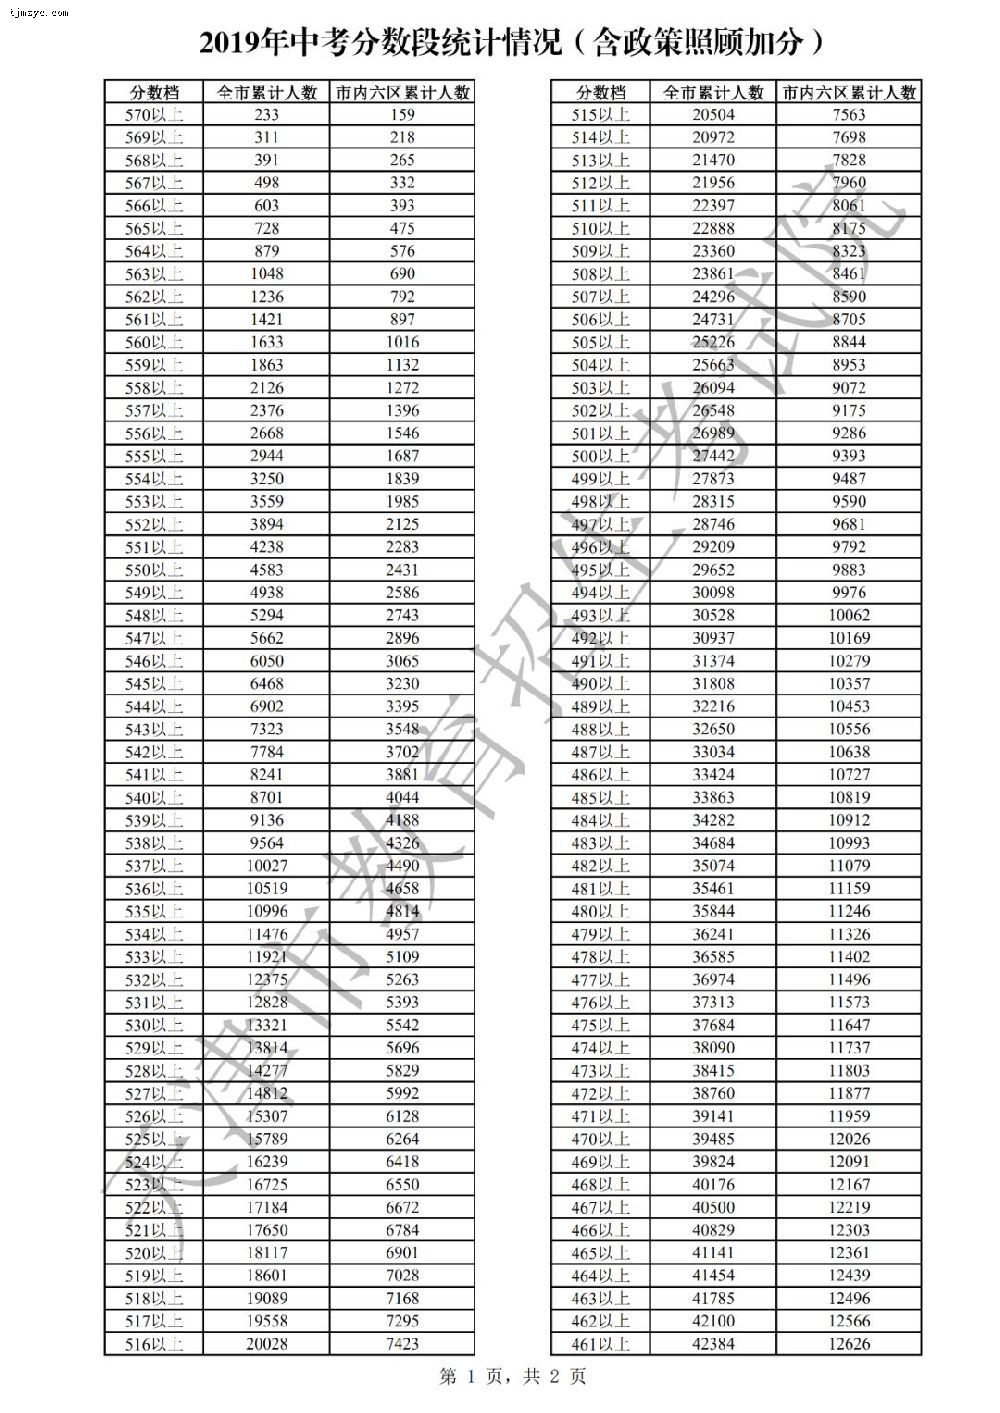 tjmsyc.com
2019年中考分数段统计情况（含政策照顾加分）
分数档 全市累计人数 市内六区累计人数
570以上 233 159
569以上 311 218
568以上 391 265
567以上 498 332
566以上 603 393
565以上 728 475
564以上 879 576
563以上 1048 690
562以上 1236 792
561以上 1421 897
560以上 1633 1016
559以上 1863 1132
558以上 2126 1272
557以上 2376 1396
556以上 2668 1546
555以上 2944 1687
554以上 3250 1839
553以上 3559 1985
552以上 3894 2125
551以上 4238 2283
550以上 4583 2431
549以上 4938 2586
548以上 5294 2743
547以上 5662 2896
546以上 6050 3065
545以上 6468 3230
544以上 6902 3395
543以上 7323 3548
542以上 7784 3702
541以上 8241 3881
540以上 8701 4044
539以上 9136 4188
538以上 9564 4326
537以上 10027 4490
536以上 10519 4658
535以上 10996 4814
534以上 11476 4957
533以上 11921 5109
532以上 12375 5263
531以上 12828 5393
530以上 13321 5542
529以上 13814 5696
528以上 14277 5829
527以上 14812 5992
526以上 15307 6128
525以上 15789 6264
524以上 16239 6418
523以上 16725 6550
522以上 17184 6672
521以上 17650 6784
520以上 18117 6901
519以上 18601 7028
518以上 19089 7168
517以上 19558 7295
516以上 20028 7423
分数档 全市累计人数 市内六区累计人数
515以上 20504 7563
514以上 20972 7698
513以上 21470 7828
512以上 21956 7960
511以上 22397 8061
510以上 22888 8175
509以上 23360 8323
508以上 23861 8461
507以上 24296 8590
506以上 24731 8705
505以上 25226 8844
504以上 25663 8953
503以上 26094 9072
502以上 26548 9175
501以上 26989 9286
500以上 27442 9393
499以上 27873 9487
498以上 28315 9590
497以上 28746 9681
496以上 29209 9792
495以上 29652 9883
494以上 30098 9976
493以上 30528 10062
492以上 30937 10169
491以上 31374 10279
490以上 31808 10357
489以上 32216 10453
488以上 32650 10556
487以上 33034 10638
486以上 33424 10727
485以上 33863 10819
484以上 34282 10912
483以上 34684 10993
482以上 35074 11079
481以上 35461 11159
480以上 35844 11246
479以上 36241 11326
478以上 36585 11402
477以上 36974 11496
476以上 37313 11573
475以上 37684 11647
474以上 38090 11737
473以上 38415 11803
472以上 38760 11877
471以上 39141 11959
470以上 39485 12026
469以上 39824 12091
468以上 40176 12167
467以上 40500 12219
466以上 40829 12303
465以上 41141 12361
464以上 41454 12439
463以上 41785 12496
462以上 42100 12566
461以上 42384 12626
天津市教育招生考试院
第 1 页，共 2 页